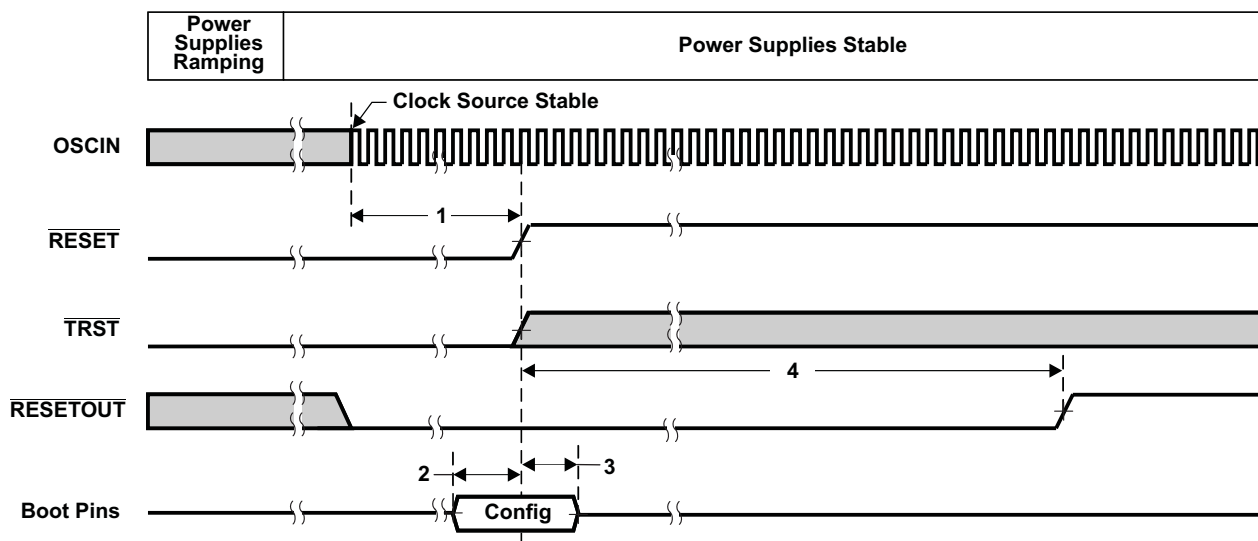 Power
Supplies
Ramping
Power Supplies Stable
Clock Source Stable
OSCIN
1
RESET
TRST
4
RESETOUT
2
3
Boot Pins
Config